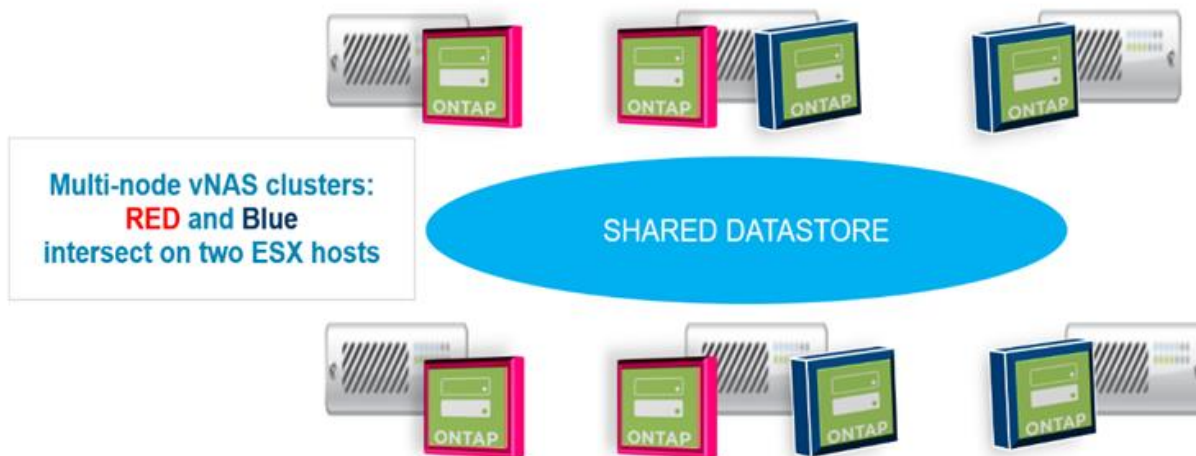 ONTAP
ONTAP
ONTAP
ONTAP
Multi-node vNAS clusters:
RED and Blue
intersect on two ESX hosts
SHARED DATASTORE
ONTAP
ONTAP
ONTAP
ONTAP